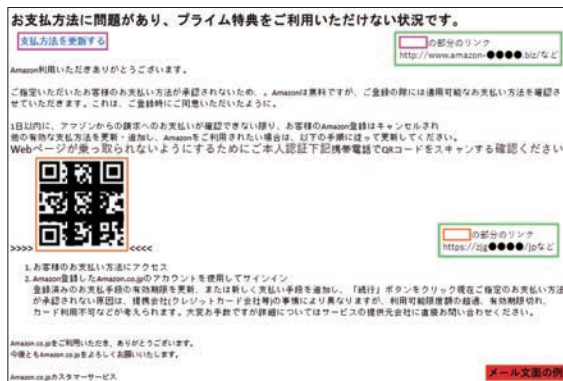 お支払方法に問題があり、プライム特典をご利用いただけない状況です。
支払方法を更新する
の部分のリンク
http://www.amazon-●●●●.biz/など
Amazon利用いただきありがとうございます。
ご指定いただいたお客様のお支払い方法が承認されないため、。Amazonは無料ですが、ご登録の際には適用可能なお支払い方法を確認さ
せていただきます。これは、ご登録時にご同意いただいたように。
1日以内に、アマゾンからの請求へのお支払いが確認できない限り、お客様のAmazon登録はキャンセルされ
他の有効な支払方法を更新・追加し、Amazonをご利用されたい場合は、以下の手順に従って更新してください。
Webページが乗っ取られないようにするためにご本人認証下記携帯電話でQRコードをスキャンする確認ください
>>>> <<<<
の部分のリンク
https://zjg●●●●/jpなど
1. お客様のお支払い方法にアクセス
2. Amazon登録したAmazon.co.jpのアカウントを使用してサインイン
登録済みのお支払手段の有効期限を更新、または新しく支払い手段を追加し、「続行」ボタンをクリック現在ご指定のお支払方法
が承認されない原因は、提携会社(クレジットカード会社等)の事情により異なりますが、利用可能限度額の超過、有効期限切れ、
カード利用不可などが考えられます。大変お手数ですが詳細についてはサービスの提供元会社に直接お問い合わせください。
Amazon.co.jpをご利用いただき、ありがとうございます。
今後ともAmazon.co.jpをよろしくお願いいたします。
Amazon.co.jpカスタマーサービス
メール文面の例